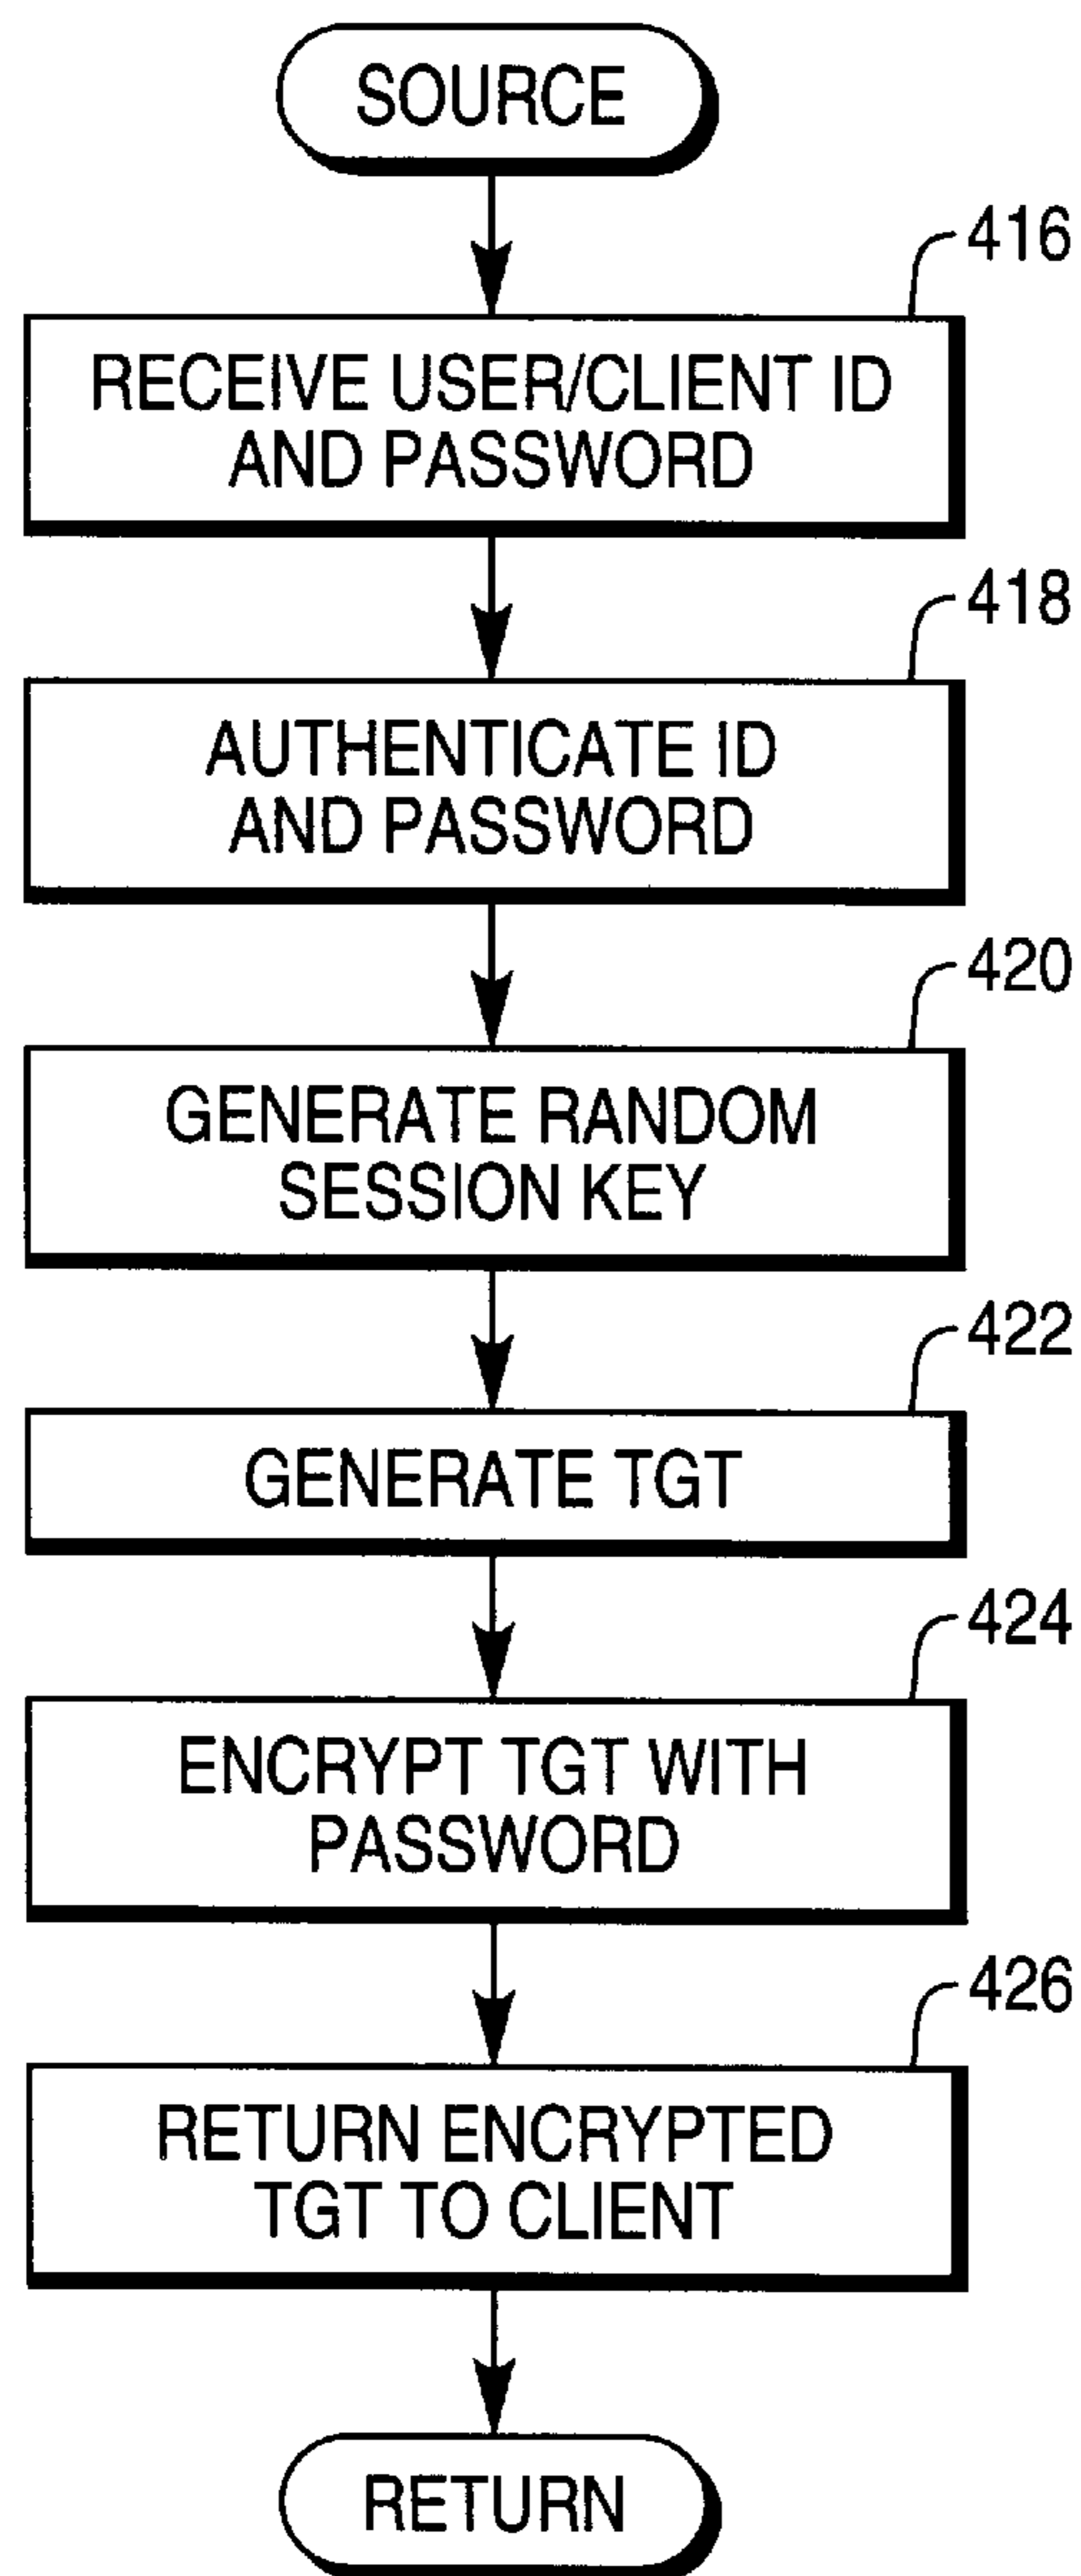 SOURCE
416
RECEIVE USER/CLIENT ID
AND PASSWORD
418
AUTHENTICATE ID
AND PASSWORD
420
GENERATE RANDOM
SESSION KEY
422
GENERATE TGT
424
ENCRYPT TGT WITH
PASSWORD
426
RETURN ENCRYPTED
TGT TO CLIENT
RETURN